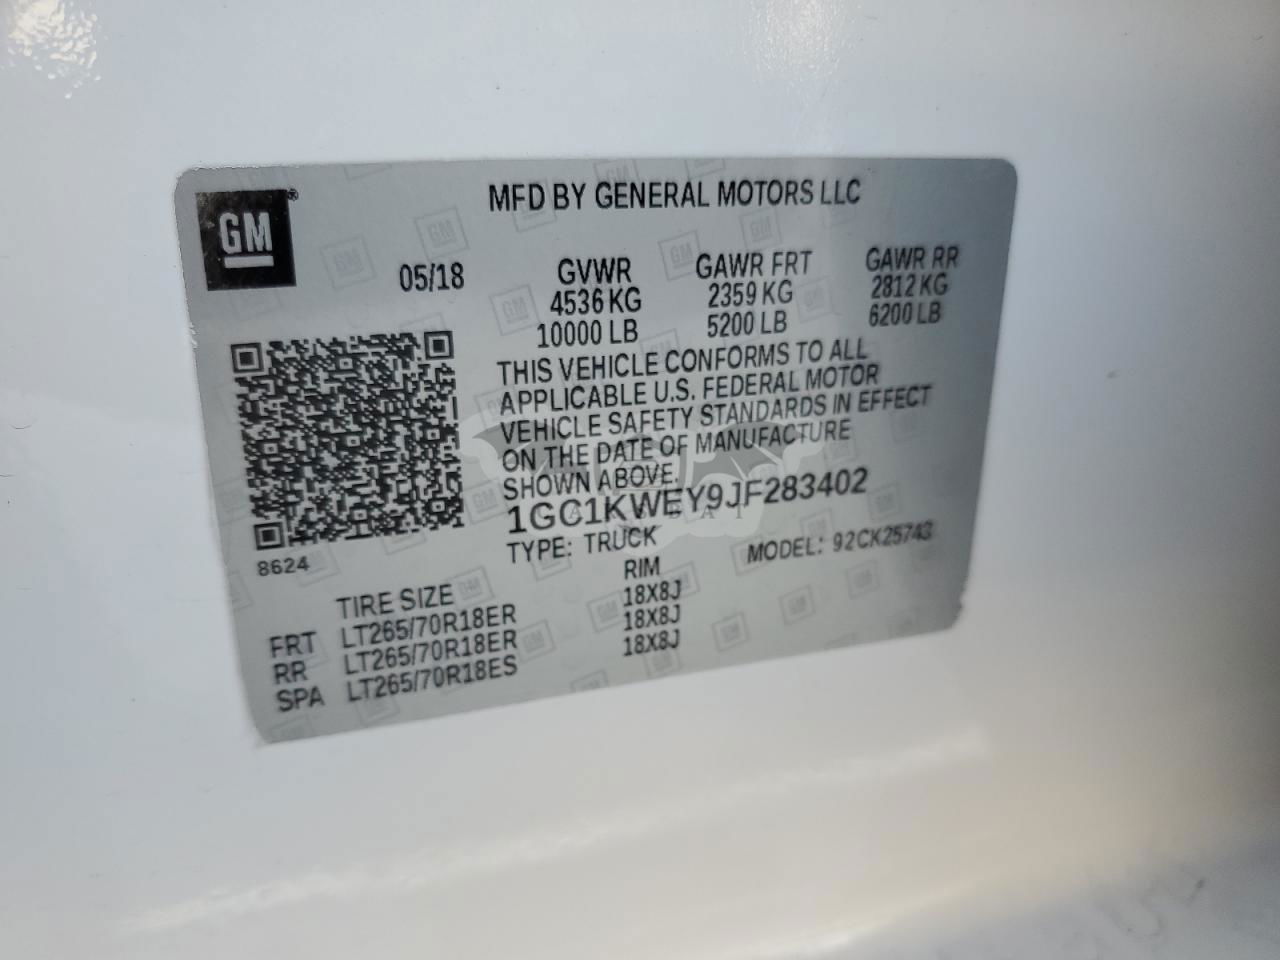 GM®
MFD BY GENERAL MOTORS LLC
05/18
GVWR GAWR FRT GAWR RR
4536 KG 2359 KG 2812 KG
10000 LB 5200 LB 6200 LB
THIS VEHICLE CONFORMS TO ALL
APPLICABLE U.S. FEDERAL MOTOR
VEHICLE SAFETY STANDARDS IN EFFECT
ON THE DATE OF MANUFACTURE
SHOWN ABOVE.
1GC1KWEY9JF283402
TYPE: TRUCK MODEL: 92CK25743
8624
TIRE SIZE RIM
FRT LT265/70R18ER 18X8J
RR LT265/70R18ER 18X8J
SPA LT265/70R18ES 18X8J